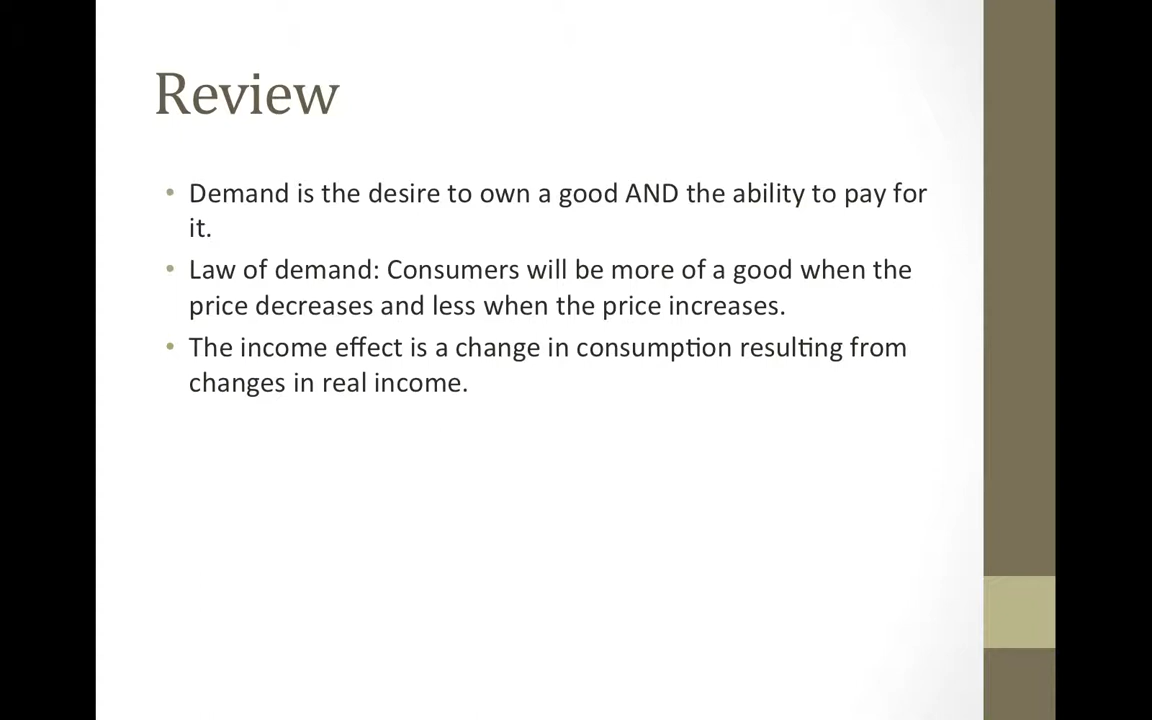 Review
• Demand is the desire to own a good AND the ability to pay for
it.
• Law of demand: Consumers will be more of a good when the
price decreases and less when the price increases.
• The income effect is a change in consumption resulting from
changes in real income.